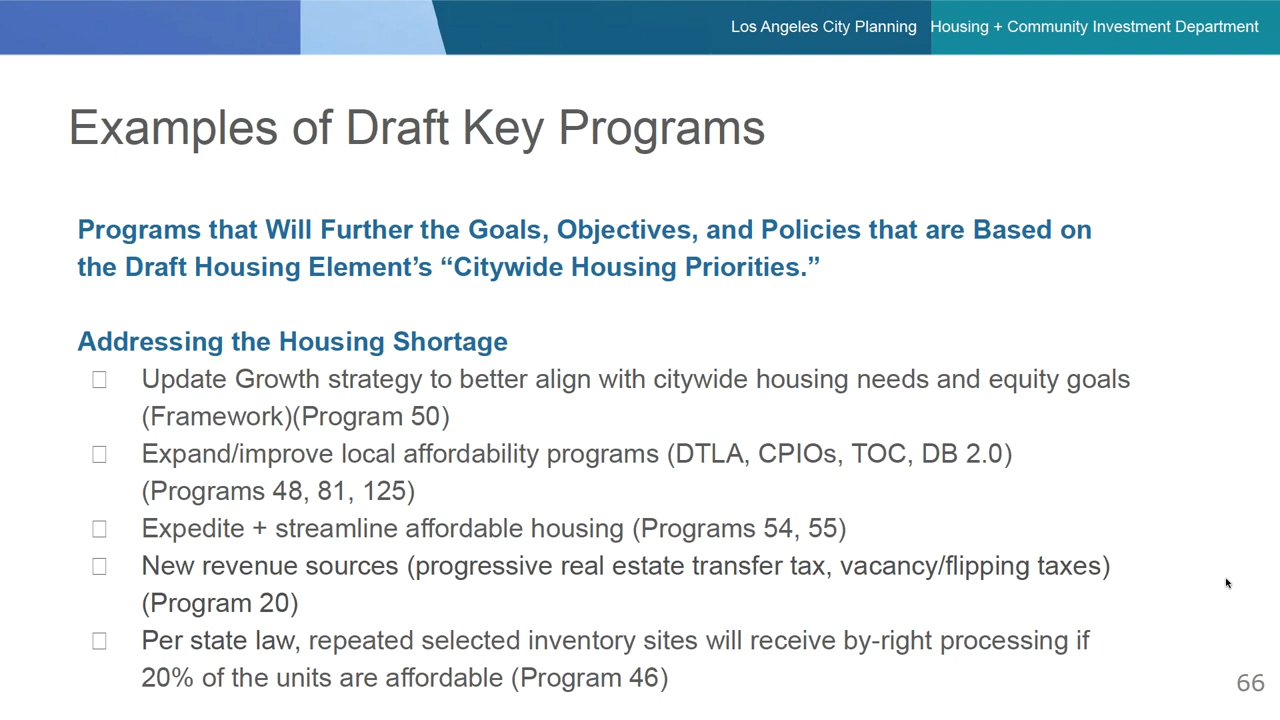 Los Angeles City Planning Housing + Community Investment Department
Examples of Draft Key Programs
Programs that Will Further the Goals, Objectives, and Policies that are Based on
the Draft Housing Element’s “Citywide Housing Priorities.”
Addressing the Housing Shortage
Update Growth strategy to better align with citywide housing needs and equity goals
(Framework)(Program 50)
Expand/improve local affordability programs (DTLA, CPIOs, TOC, DB 2.0)
(Programs 48, 81, 125)
Expedite + streamline affordable housing (Programs 54, 55)
New revenue sources (progressive real estate transfer tax, vacancy/flipping taxes)
(Program 20)
Per state law, repeated selected inventory sites will receive by-right processing if
20% of the units are affordable (Program 46)
66